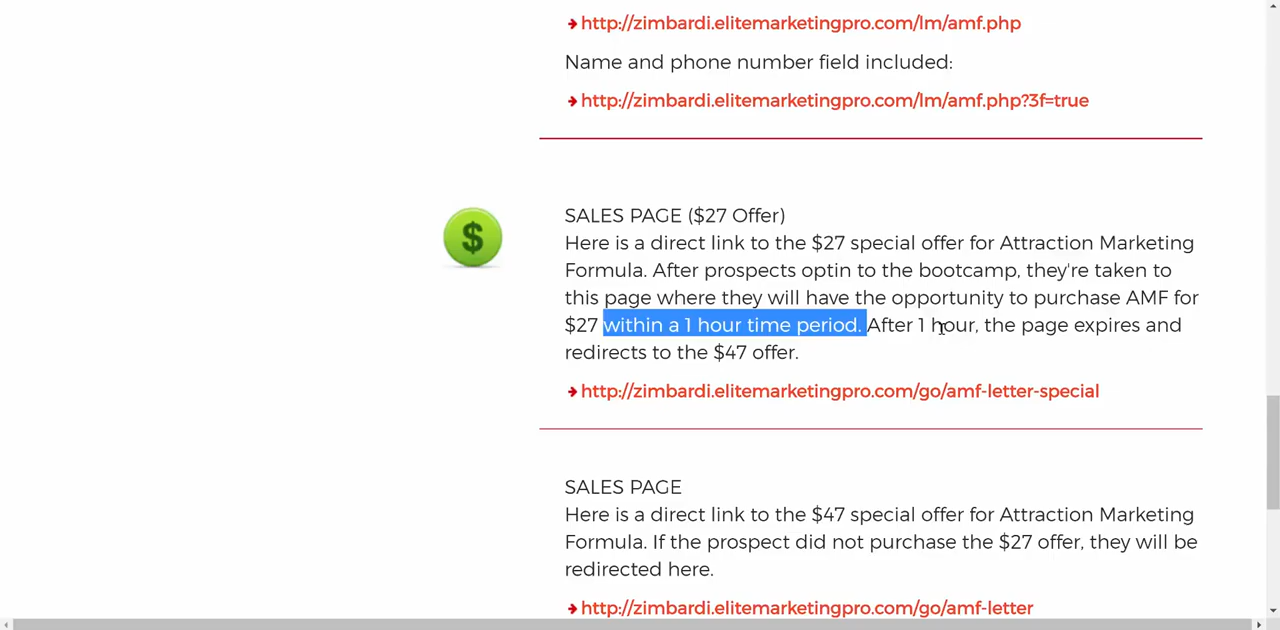 http://zimbardi.elitemarketingpro.com/lm/amf.php
Name and phone number field included:
http://zimbardi.elitemarketingpro.com/lm/amf.php?3f=true
$
SALES PAGE ($27 Offer)
Here is a direct link to the $27 special offer for Attraction Marketing
Formula. After prospects optin to the bootcamp, they're taken to
this page where they will have the opportunity to purchase AMF for
$27 within a 1 hour time period. After 1 hour, the page expires and
redirects to the $47 offer.
http://zimbardi.elitemarketingpro.com/go/amf-letter-special
SALES PAGE
Here is a direct link to the $47 special offer for Attraction Marketing
Formula. If the prospect did not purchase the $27 offer, they will be
redirected here.
http://zimbardi.elitemarketingpro.com/go/amf-letter